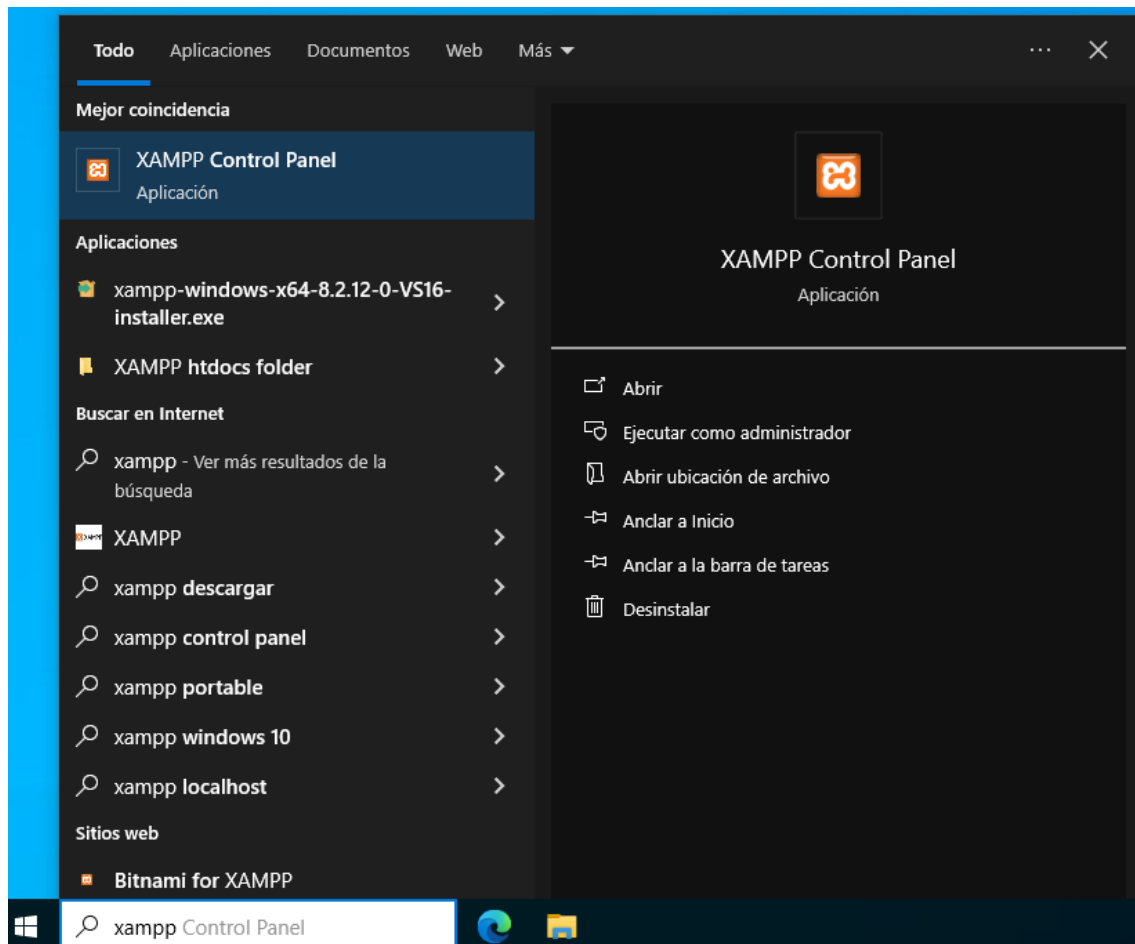 Todo Aplicaciones Documentos Web Más
Mejor coincidencia
XAMPP Control Panel
Aplicación
Aplicaciones
xampp-windows-x64-8.2.12-0-VS16-
installer.exe
XAMPP htdocs folder
Buscar en Internet
xampp - Ver más resultados de la
búsqueda
XAMPP
xampp descargar
xampp control panel
xampp portable
xampp windows 10
xampp localhost
Sitios web
Bitnami for XAMPP
xampp Control Panel
XAMPP Control Panel
Aplicación
Abrir
Ejecutar como administrador
Abrir ubicación de archivo
Anclar a Inicio
Anclar a la barra de tareas
Desinstalar